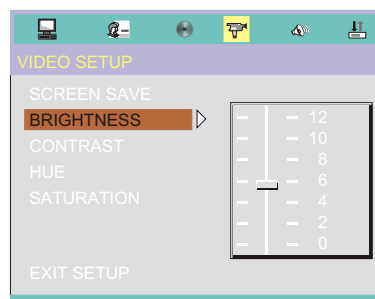 VIDEO SETUP
SCREEN SAVE
BRIGHTNESS
CONTRAST
HUE
SATURATION
EXIT SETUP
12
10
8
6
4
2
0